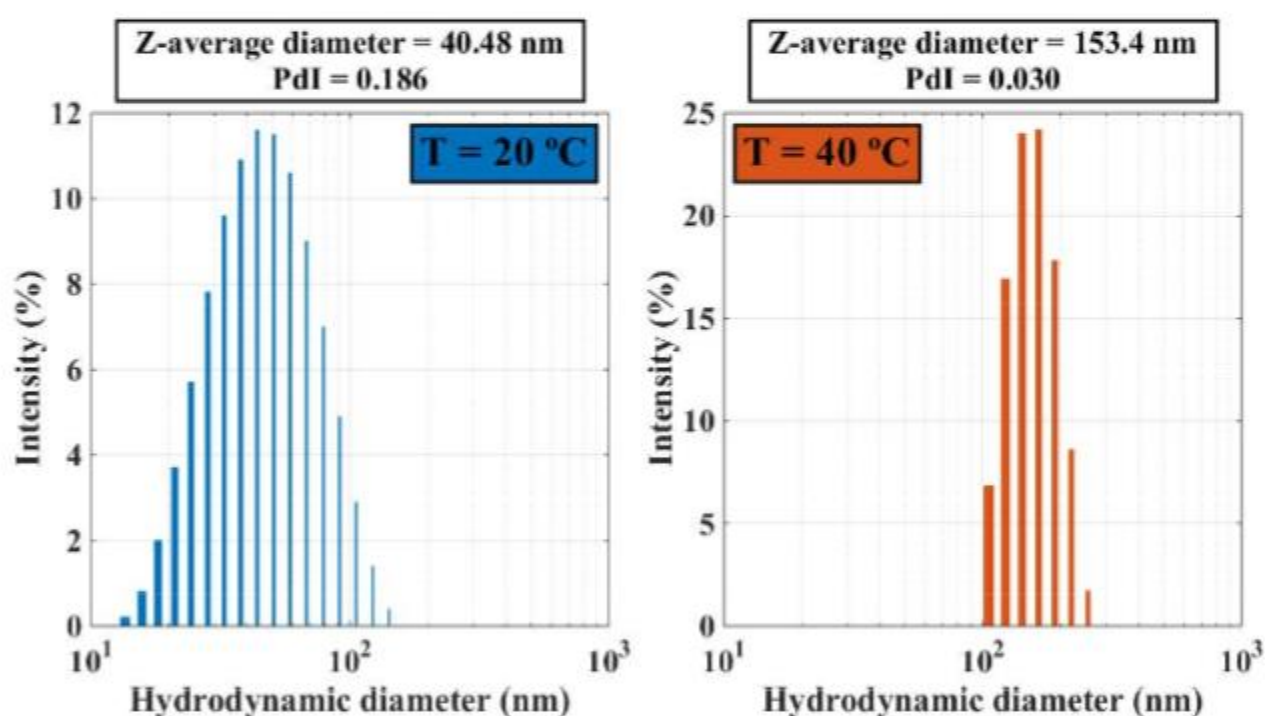 Z-average diameter = 40.48 nm
PdI = 0.186
T = 20 ºC
12
10
8
6
4
2
0
Intensity (%)
10¹
10²
10³
Hydrodynamic diameter (nm)
Z-average diameter = 153.4 nm
PdI = 0.030
T = 40 ºC
25
20
15
10
5
0
Intensity (%)
10¹
10²
10³
Hydrodynamic diameter (nm)